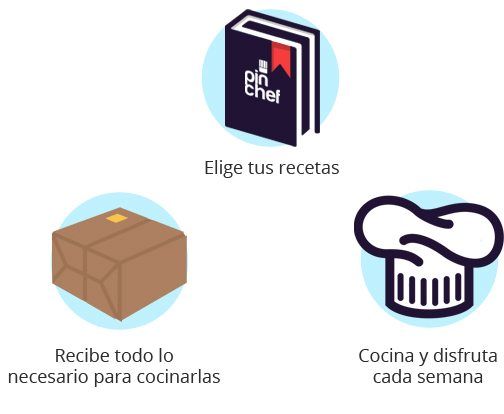 pin
chef
Elige tus recetas
Recibe todo lo
necesario para cocinarlas
Cocina y disfruta
cada semana